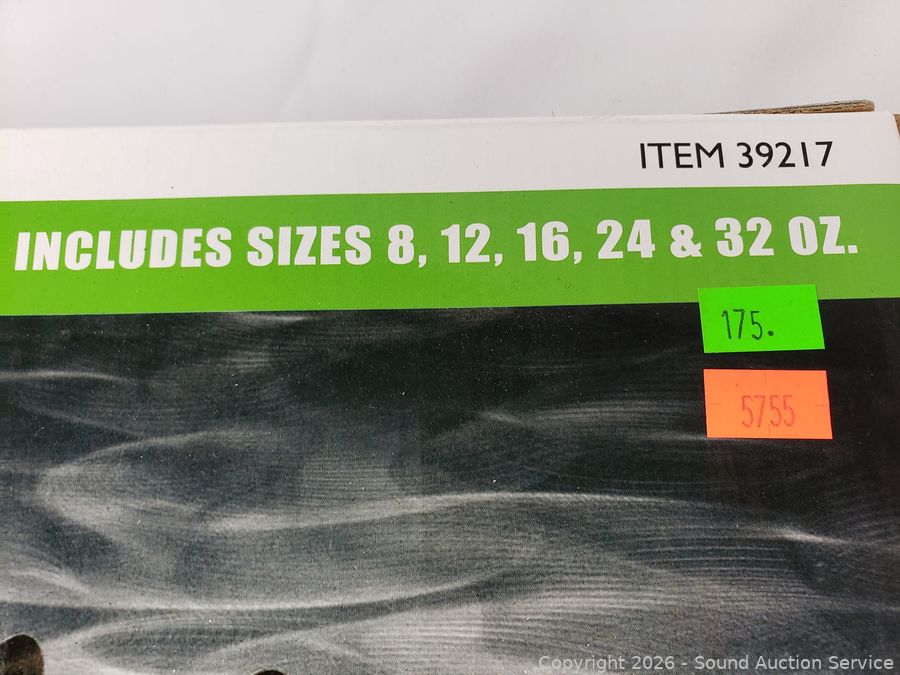 ITEM 39217
INCLUDES SIZES 8, 12, 16, 24 & 32 OZ.
175.
5755
Copyright © 2026 - Sound Auction Service